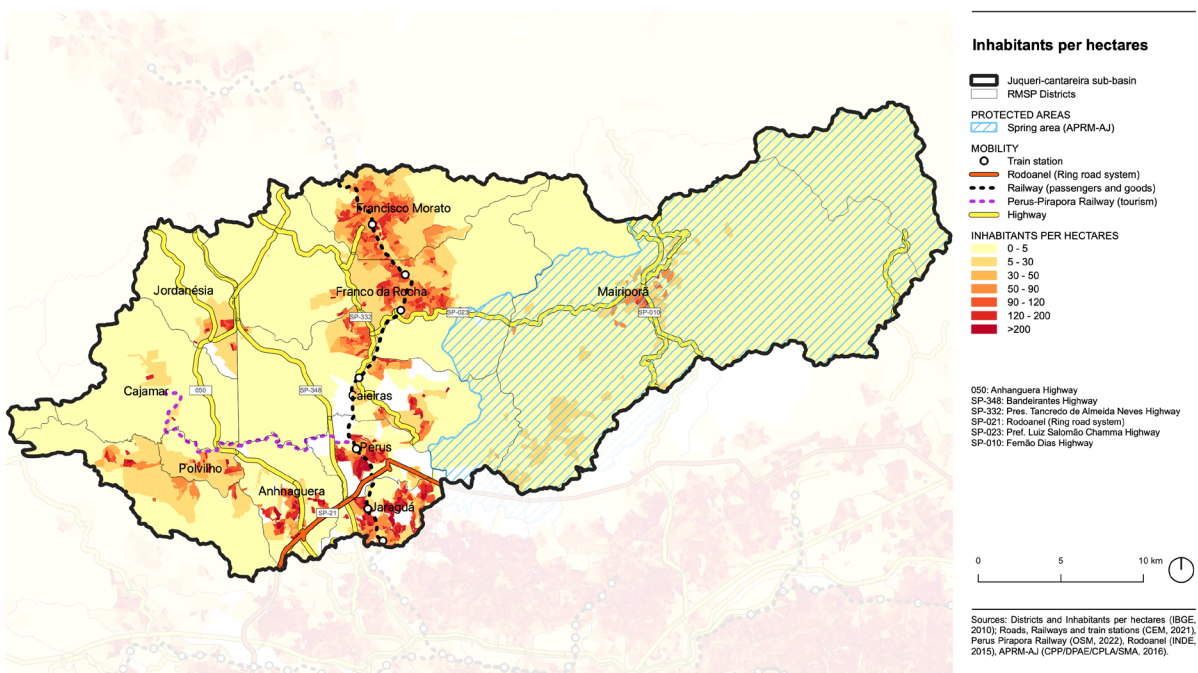 Inhabitants per hectares
Juqueri-cantareira sub-basin
RMSP Districts
PROTECTED AREAS
Spring area (APRM-AJ)
MOBILITY
Train station
Rodoanel (Ring road system)
Railway (passengers and goods)
Perus-Pirapora Railway (tourism)
Highway
INHABITANTS PER HECTARES
0 - 5
5 - 30
30 - 50
50 - 90
90 - 120
120 - 200
>200
050: Anhanguera Highway
SP-348: Bandeirantes Highway
SP-332: Pres. Tancredo de Almeida Neves Highway
SP-021: Rodoanel (Ring road system)
SP-023: Pref. Luiz Salomão Chamma Highway
SP-010: Fernão Dias Highway
0 5 10 km
Sources: Districts and Inhabitants per hectares (IBGE,
2010); Roads, Railways and train stations (CEM, 2021),
Perus Pirapora Railway (OSM, 2022), Rodoanel (INDE,
2015), APRM-AJ (CPP/DPAE/CPLA/SMA, 2016).
Francisco Morato
Jordanésia
Franco da Rocha
Mairiporã
SP-332
SP-023
SP-010
Cajamar
050
SP-348
Caieiras
Perus
Polvilho
Anhnaguera
SP-21
Jaraguá